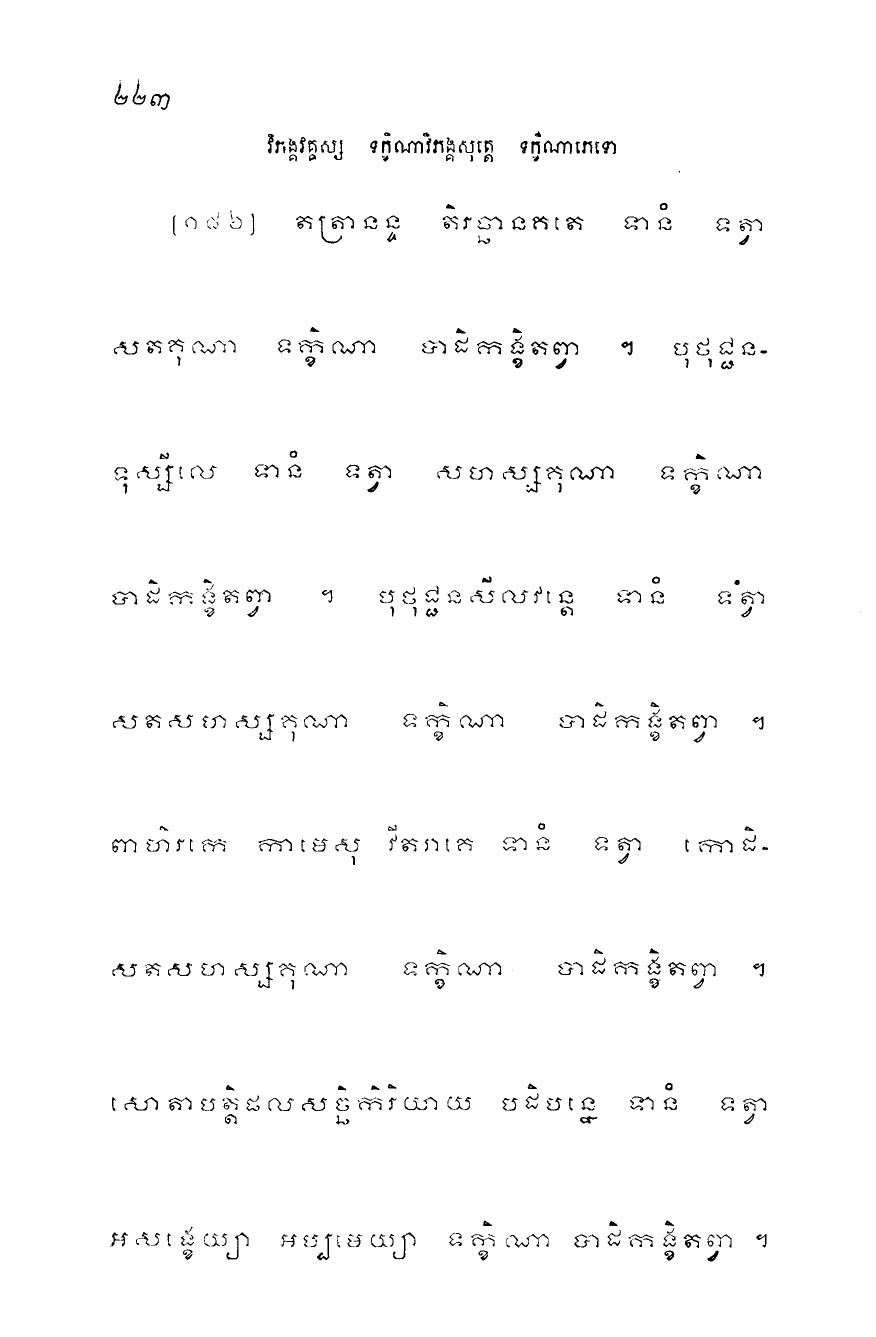 ២២៣
វិភង្គវគ្គស្ស ទក្ខិណាវិភង្គសុត្តេ ទក្ខិណាភេទោ
[១៨៦] តត្រានន្ទ តិរច្ឆានគតេ ទានំ ទត្វា
សតគុណា ទក្ខិណា បាដិកង្ខិតព្វា ។ បុថុជ្ជន-
ទុស្សីលេ ទានំ ទត្វា សហស្សគុណា ទក្ខិណា
បាដិកង្ខិតព្វា ។ បុថុជ្ជនសីលវន្តេ ទានំ ទត្វា
សតសហស្សគុណា ទក្ខិណា បាដិកង្ខិតព្វា ។
ពាហិរកេ កាមេសុ វីតរាគេ ទានំ ទត្វា កោដិ-
សតសហស្សគុណា ទក្ខិណា បាដិកង្ខិតព្វា ។
សោតាបត្តិផលសច្ឆិកិរិយាយ បដិបន្នេ ទានំ ទត្វា
អសង្ខេយ្យា អប្បមេយ្យា ទក្ខិណា បាដិកង្ខិតព្វា ។